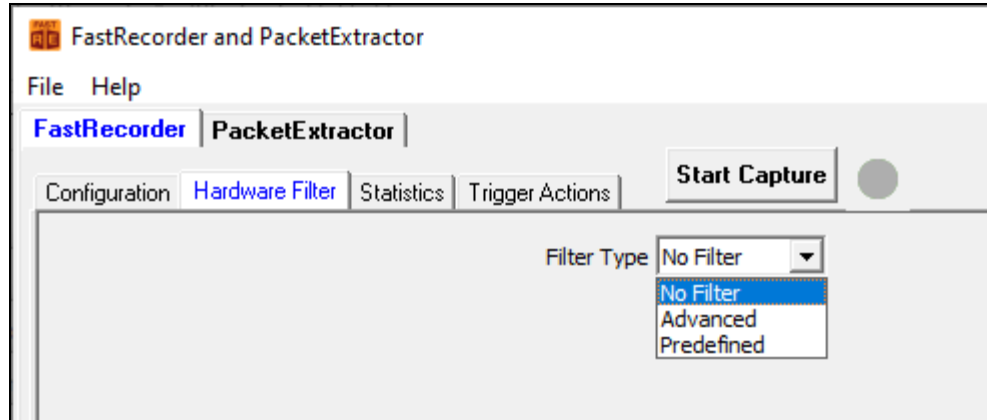 FAST
FastRecorder and PacketExtractor
File Help
FastRecorder PacketExtractor
Start Capture
Configuration Hardware Filter Statistics Trigger Actions
Filter Type No Filter
No Filter
Advanced
Predefined